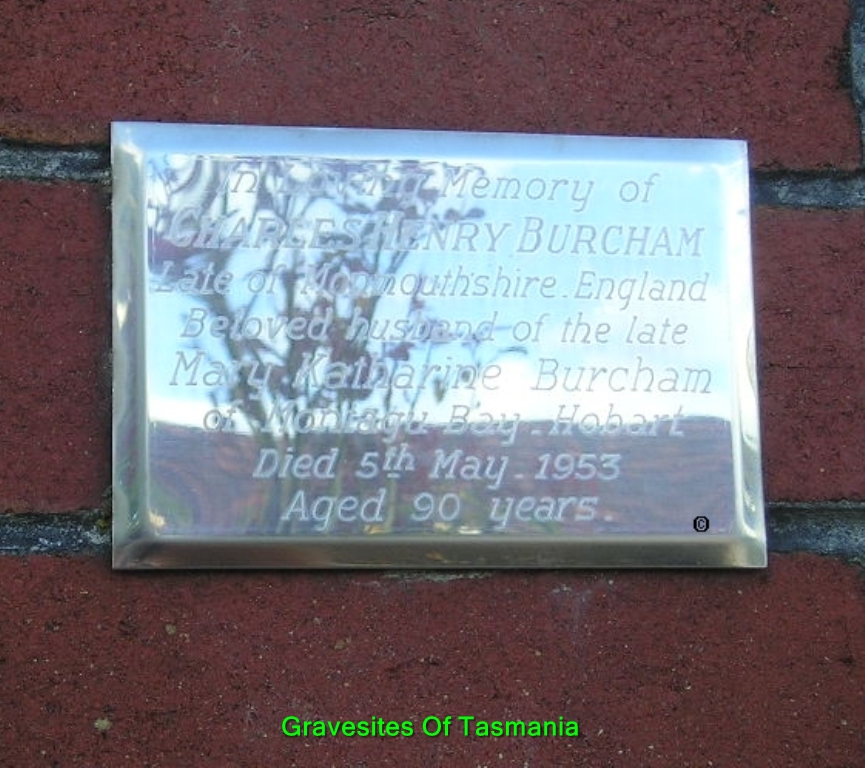 In Loving Memory of
CHARLES HENRY BURCHAM
Late of Monmouthshire. England
Beloved husband of the late
Mary Katharine Burcham
of Montagu Bay. Hobart
Died 5th May. 1953
Aged 90 years.
©
Gravesites Of Tasmania